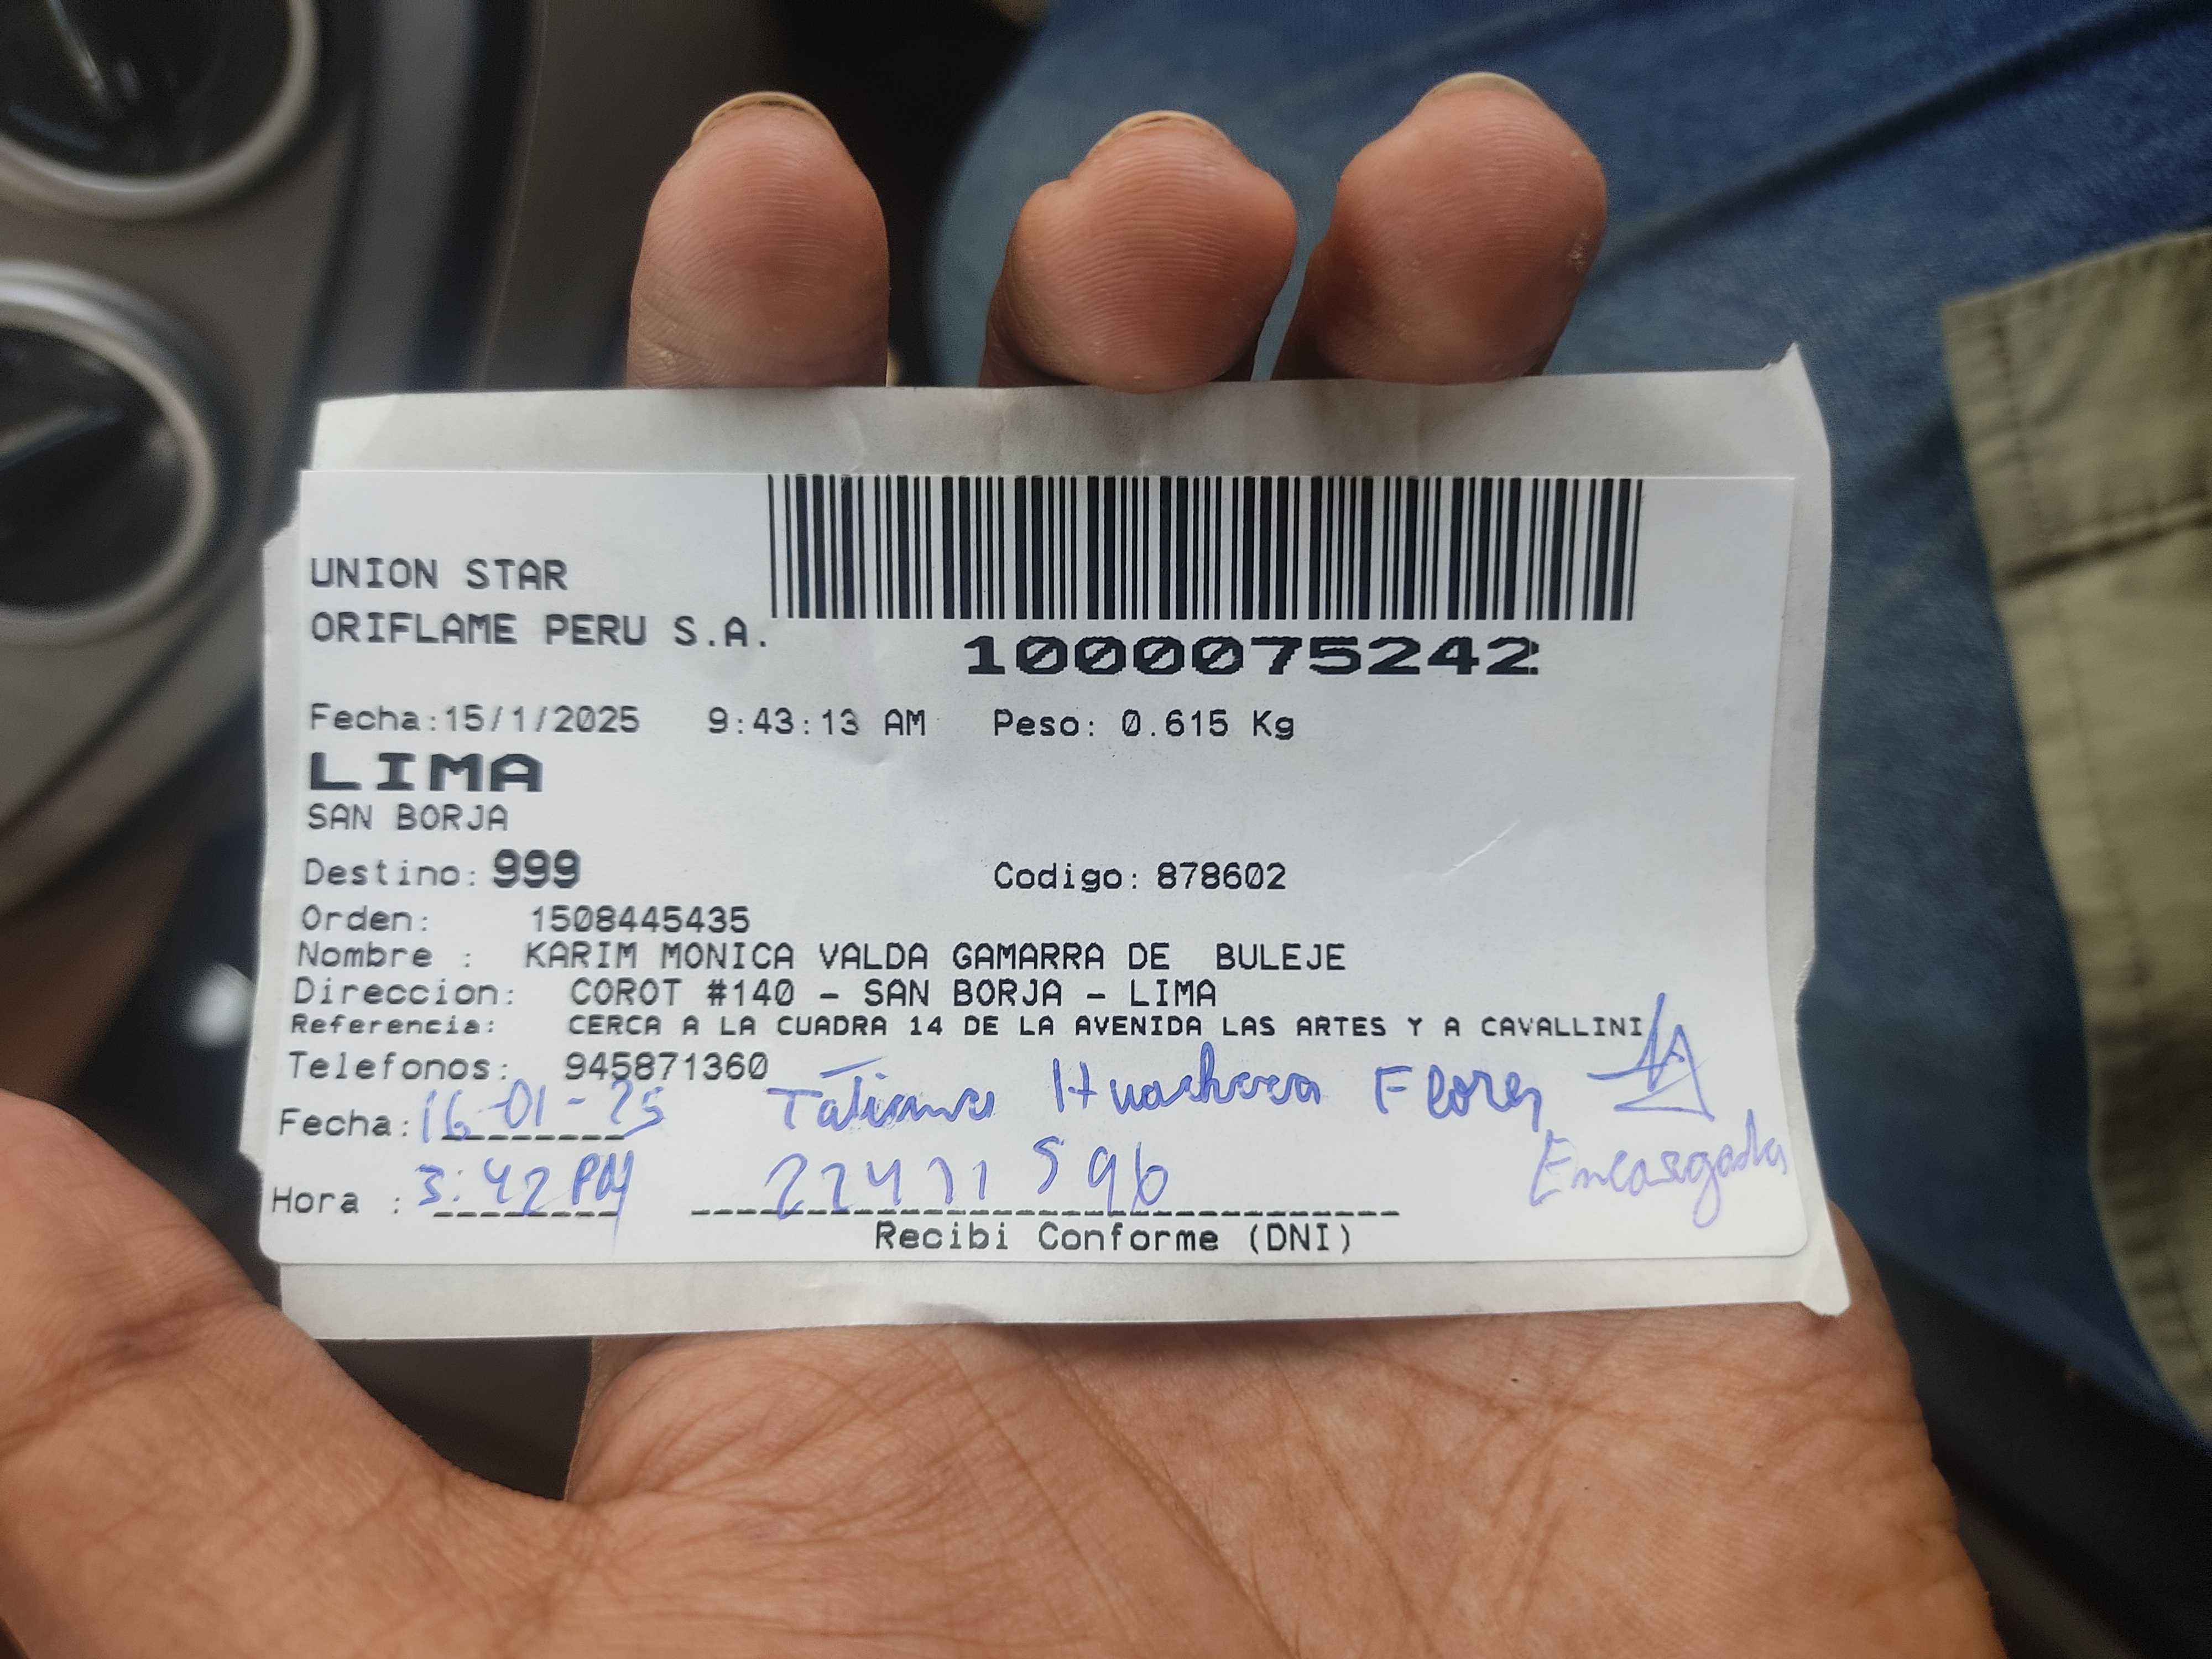 UNION STAR
ORIFLAME PERU S.A.
1000075242
Fecha:15/1/2025 9:43:13 AM Peso: 0.615 Kg
LIMA
SAN BORJA
Destino: 999 Codigo: 878602
Orden: 1508445435
Nombre : KARIM MONICA VALDA GAMARRA DE BULEJE
Direccion: COROT #140 - SAN BORJA - LIMA
Referencia: CERCA A LA CUADRA 14 DE LA AVENIDA LAS ARTES Y A CAVALLINI
Telefonos: 945871360
Fecha: 16-01-25 Tatiana Flores
Encargada
Hora : 3:42 PM
Recibi Conforme (DNI)